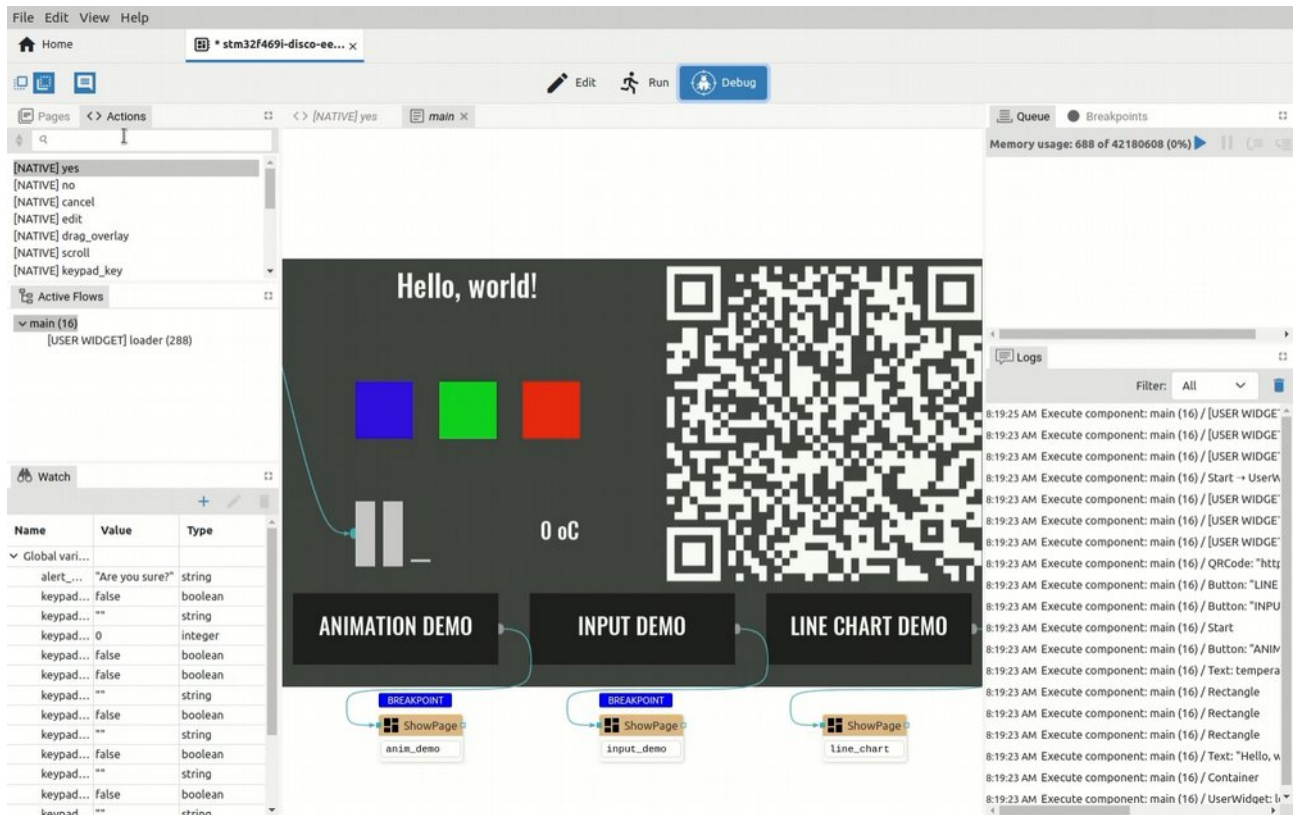 File Edit View Help
Home
* stm32f469i-disco-ee...
Edit
Run
Debug
Pages
Actions
[NATIVE] yes
[NATIVE] no
[NATIVE] cancel
[NATIVE] edit
[NATIVE] drag_overlay
[NATIVE] scroll
[NATIVE] keypad_key
Active Flows
main (16)
[USER WIDGET] loader (288)
Watch
Name Value Type
Global vari...
alert_... "Are you sure?" string
keypad... false boolean
keypad... "" string
keypad... 0 integer
keypad... false boolean
keypad... false boolean
keypad... "" string
keypad... false boolean
keypad... "" string
keypad... false boolean
keypad... "" string
keypad... false boolean
keypad... "" string
<> [NATIVE] yes
main
Hello, world!
0 oC
ANIMATION DEMO
INPUT DEMO
LINE CHART DEMO
BREAKPOINT
ShowPage
anim_demo
BREAKPOINT
ShowPage
input_demo
ShowPage
line_chart
Queue
Breakpoints
Memory usage: 688 of 42180608 (0%)
Logs
Filter: All
8:19:25 AM Execute component: main (16) / [USER WIDGE
8:19:23 AM Execute component: main (16) / [USER WIDGE
8:19:23 AM Execute component: main (16) / [USER WIDGE
8:19:23 AM Execute component: main (16) / Start → UserW
8:19:23 AM Execute component: main (16) / [USER WIDGE
8:19:23 AM Execute component: main (16) / [USER WIDGE
8:19:23 AM Execute component: main (16) / [USER WIDGE
8:19:23 AM Execute component: main (16) / QRCode: "http
8:19:23 AM Execute component: main (16) / Button: "LINE
8:19:23 AM Execute component: main (16) / Button: "INPU
8:19:23 AM Execute component: main (16) / Start
8:19:23 AM Execute component: main (16) / Button: "ANIM
8:19:23 AM Execute component: main (16) / Text: tempera
8:19:23 AM Execute component: main (16) / Rectangle
8:19:23 AM Execute component: main (16) / Rectangle
8:19:23 AM Execute component: main (16) / Rectangle
8:19:23 AM Execute component: main (16) / Text: "Hello, w
8:19:23 AM Execute component: main (16) / Container
8:19:23 AM Execute component: main (16) / UserWidget: l